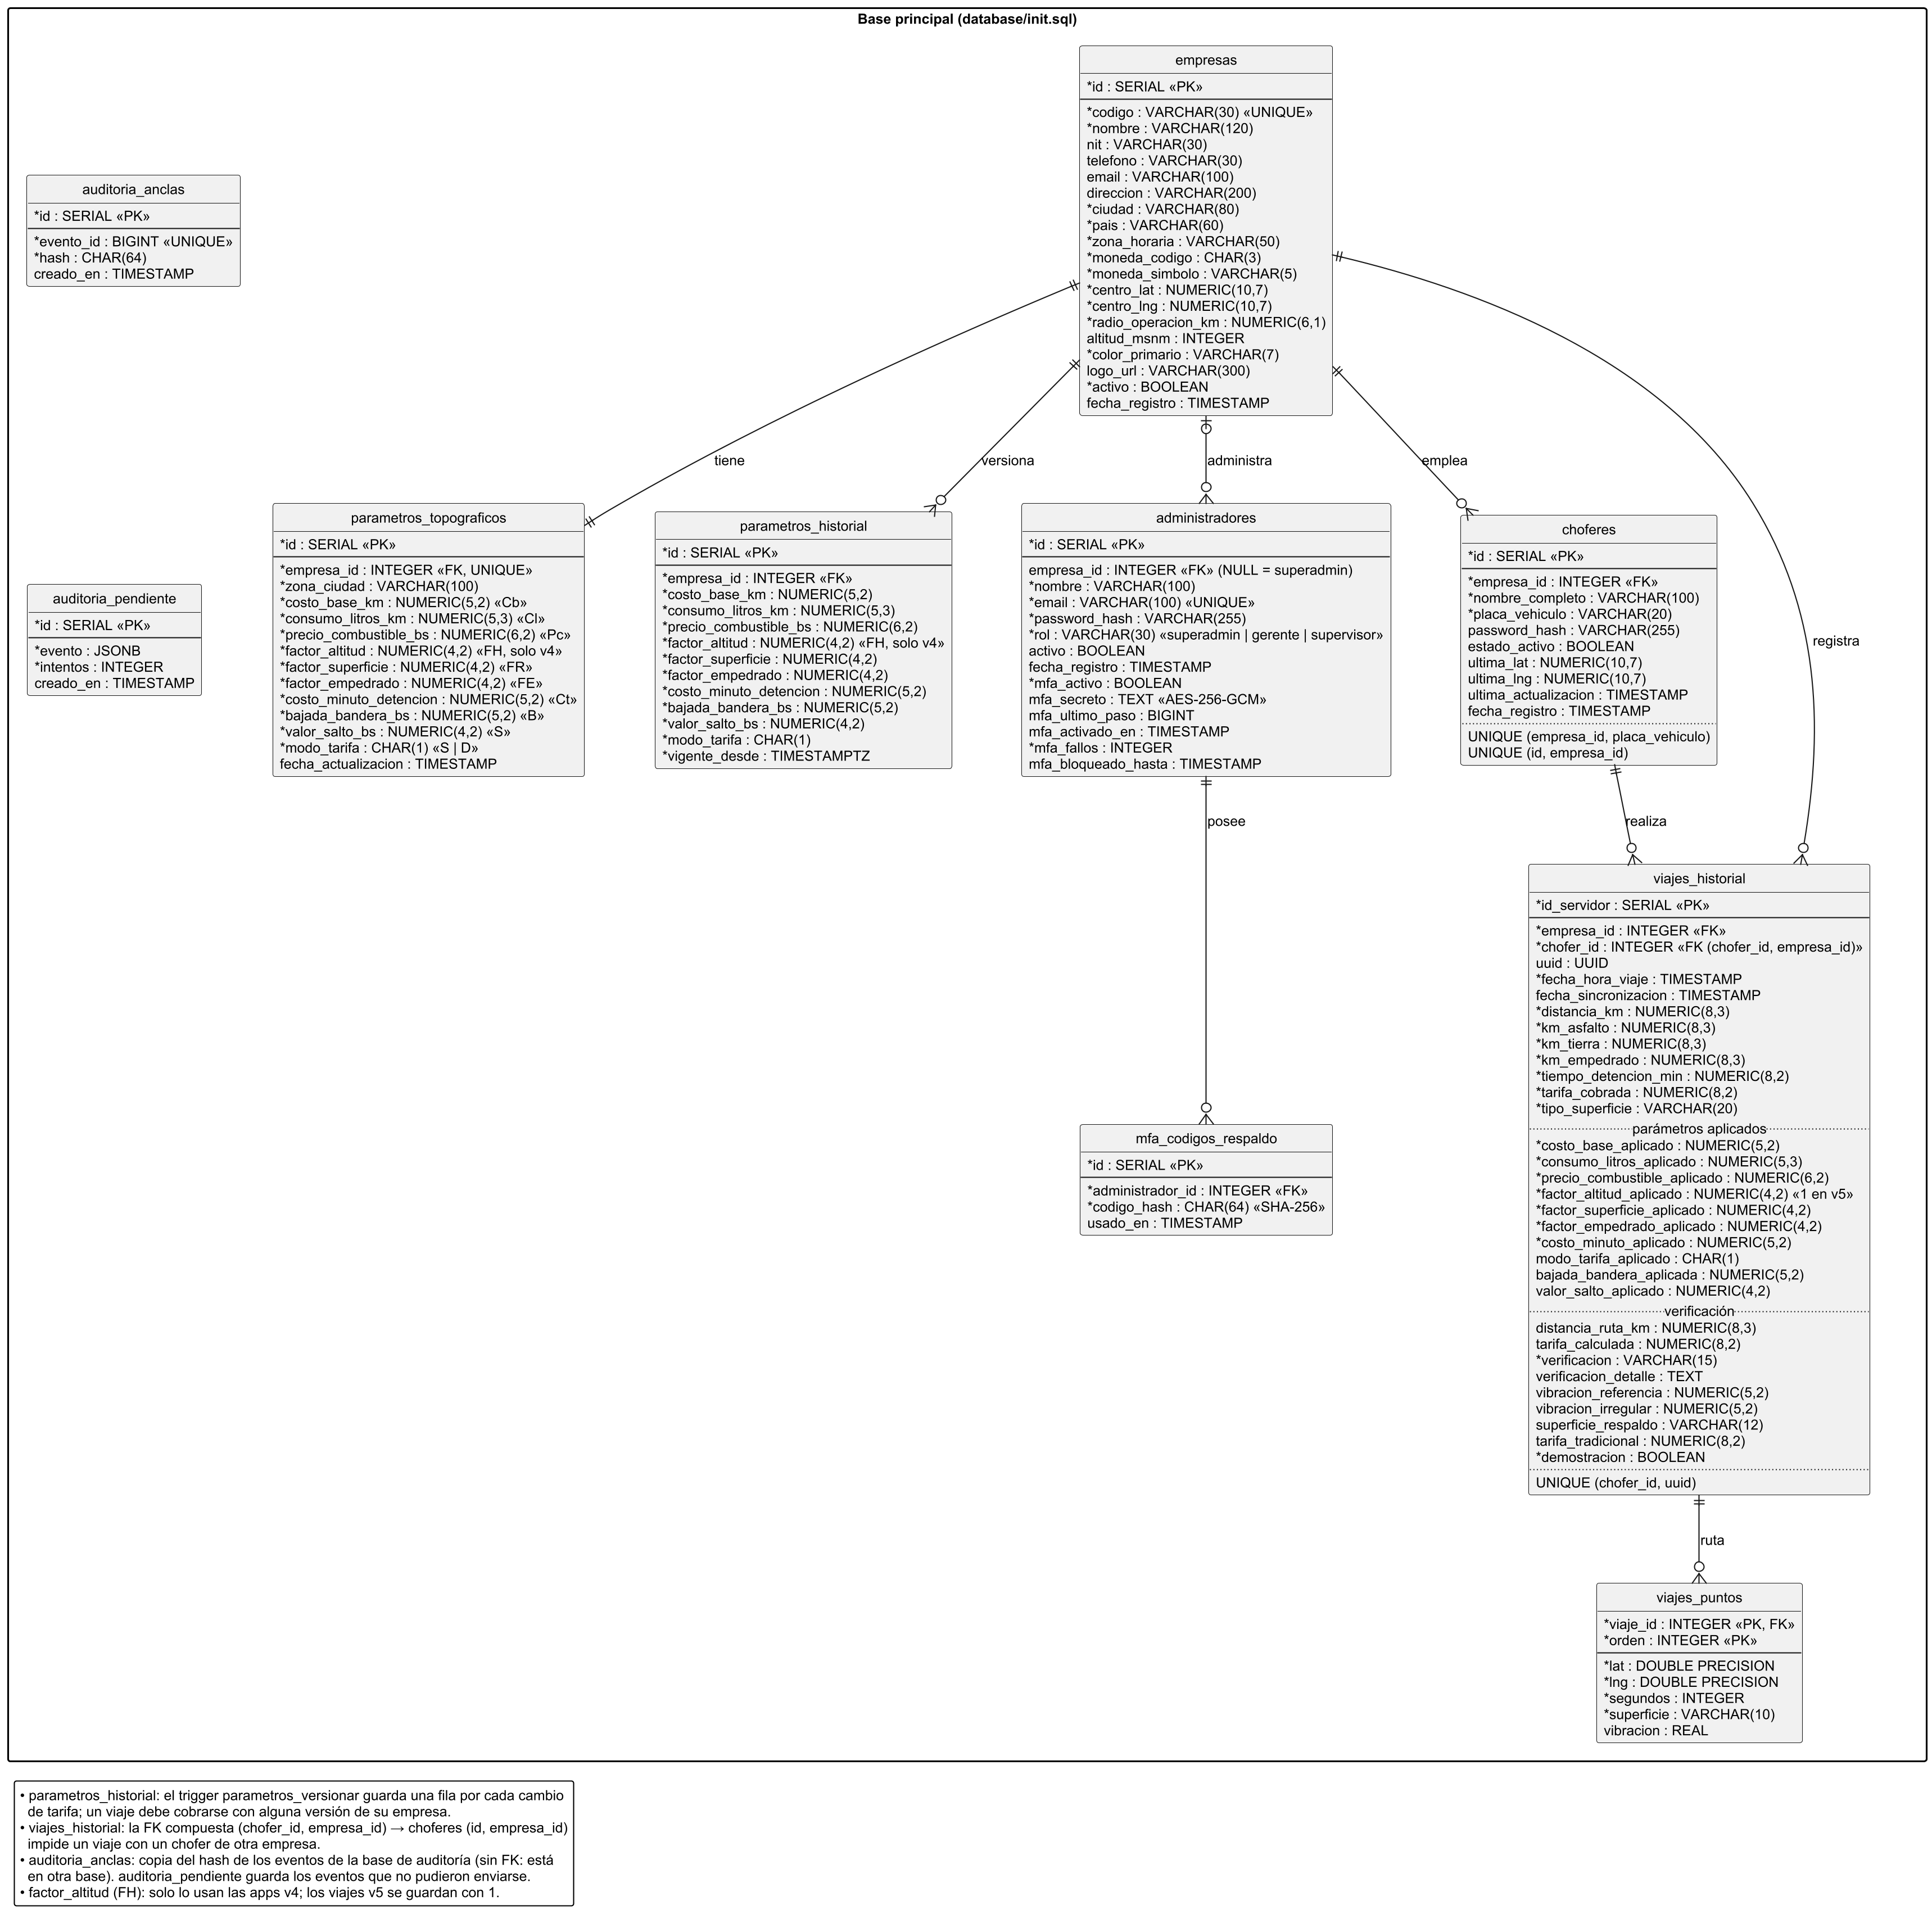 Base principal (database/init.sql)
empresas
*id : SERIAL «PK»
*codigo : VARCHAR(30) «UNIQUE»
*nombre : VARCHAR(120)
nit : VARCHAR(30)
telefono : VARCHAR(30)
email : VARCHAR(100)
direccion : VARCHAR(200)
*ciudad : VARCHAR(80)
*pais : VARCHAR(60)
*zona_horaria : VARCHAR(50)
*moneda_codigo : CHAR(3)
*moneda_simbolo : VARCHAR(5)
*centro_lat : NUMERIC(10,7)
*centro_lng : NUMERIC(10,7)
*radio_operacion_km : NUMERIC(6,1)
altitud_msnm : INTEGER
*color_primario : VARCHAR(7)
logo_url : VARCHAR(300)
*activo : BOOLEAN
fecha_registro : TIMESTAMP
auditoria_anclas
*id : SERIAL «PK»
*evento_id : BIGINT «UNIQUE»
*hash : CHAR(64)
creado_en : TIMESTAMP
tiene
versiona
administra
emplea
registra
auditoria_pendiente
*id : SERIAL «PK»
*evento : JSONB
*intentos : INTEGER
creado_en : TIMESTAMP
parametros_topograficos
*id : SERIAL «PK»
*empresa_id : INTEGER «FK, UNIQUE»
*zona_ciudad : VARCHAR(100)
*costo_base_km : NUMERIC(5,2) «Cb»
*consumo_litros_km : NUMERIC(5,3) «Cl»
*precio_combustible_bs : NUMERIC(6,2) «Pc»
*factor_altitud : NUMERIC(4,2) «FH, solo v4»
*factor_superficie : NUMERIC(4,2) «FR»
*factor_empedrado : NUMERIC(4,2) «FE»
*costo_minuto_detencion : NUMERIC(5,2) «Ct»
*bajada_bandera_bs : NUMERIC(5,2) «B»
*valor_salto_bs : NUMERIC(4,2) «S»
*modo_tarifa : CHAR(1) «S | D»
fecha_actualizacion : TIMESTAMP
parametros_historial
*id : SERIAL «PK»
*empresa_id : INTEGER «FK»
*costo_base_km : NUMERIC(5,2)
*consumo_litros_km : NUMERIC(5,3)
*precio_combustible_bs : NUMERIC(6,2)
*factor_altitud : NUMERIC(4,2) «FH, solo v4»
*factor_superficie : NUMERIC(4,2)
*factor_empedrado : NUMERIC(4,2)
*costo_minuto_detencion : NUMERIC(5,2)
*bajada_bandera_bs : NUMERIC(5,2)
*valor_salto_bs : NUMERIC(4,2)
*modo_tarifa : CHAR(1)
*vigente_desde : TIMESTAMPTZ
administradores
*id : SERIAL «PK»
empresa_id : INTEGER «FK» (NULL = superadmin)
*nombre : VARCHAR(100)
*email : VARCHAR(100) «UNIQUE»
*password_hash : VARCHAR(255)
*rol : VARCHAR(30) «superadmin | gerente | supervisor»
activo : BOOLEAN
fecha_registro : TIMESTAMP
*mfa_activo : BOOLEAN
mfa_secreto : TEXT «AES-256-GCM»
mfa_ultimo_paso : BIGINT
mfa_activado_en : TIMESTAMP
*mfa_fallos : INTEGER
mfa_bloqueado_hasta : TIMESTAMP
choferes
*id : SERIAL «PK»
*empresa_id : INTEGER «FK»
*nombre_completo : VARCHAR(100)
*placa_vehiculo : VARCHAR(20)
password_hash : VARCHAR(255)
estado_activo : BOOLEAN
ultima_lat : NUMERIC(10,7)
ultima_lng : NUMERIC(10,7)
ultima_actualizacion : TIMESTAMP
fecha_registro : TIMESTAMP
UNIQUE (empresa_id, placa_vehiculo)
UNIQUE (id, empresa_id)
posee
realiza
viajes_historial
*id_servidor : SERIAL «PK»
*empresa_id : INTEGER «FK»
*chofer_id : INTEGER «FK (chofer_id, empresa_id)»
uuid : UUID
*fecha_hora_viaje : TIMESTAMP
fecha_sincronizacion : TIMESTAMP
*distancia_km : NUMERIC(8,3)
*km_asfalto : NUMERIC(8,3)
*km_tierra : NUMERIC(8,3)
*km_empedrado : NUMERIC(8,3)
*tiempo_detencion_min : NUMERIC(8,2)
*tarifa_cobrada : NUMERIC(8,2)
*tipo_superficie : VARCHAR(20)
parámetros aplicados
*costo_base_aplicado : NUMERIC(5,2)
*consumo_litros_aplicado : NUMERIC(5,3)
*precio_combustible_aplicado : NUMERIC(6,2)
*factor_altitud_aplicado : NUMERIC(4,2) «1 en v5»
*factor_superficie_aplicado : NUMERIC(4,2)
*factor_empedrado_aplicado : NUMERIC(4,2)
*costo_minuto_aplicado : NUMERIC(5,2)
modo_tarifa_aplicado : CHAR(1)
bajada_bandera_aplicada : NUMERIC(5,2)
valor_salto_aplicado : NUMERIC(4,2)
verificación
distancia_ruta_km : NUMERIC(8,3)
tarifa_calculada : NUMERIC(8,2)
*verificacion : VARCHAR(15)
verificacion_detalle : TEXT
vibracion_referencia : NUMERIC(5,2)
vibracion_irregular : NUMERIC(5,2)
superficie_respaldo : VARCHAR(12)
tarifa_tradicional : NUMERIC(8,2)
*demostracion : BOOLEAN
UNIQUE (chofer_id, uuid)
mfa_codigos_respaldo
*id : SERIAL «PK»
*administrador_id : INTEGER «FK»
*codigo_hash : CHAR(64) «SHA-256»
usado_en : TIMESTAMP
ruta
viajes_puntos
*viaje_id : INTEGER «PK, FK»
*orden : INTEGER «PK»
*lat : DOUBLE PRECISION
*lng : DOUBLE PRECISION
*segundos : INTEGER
*superficie : VARCHAR(10)
vibracion : REAL
• parametros_historial: el trigger parametros_versionar guarda una fila por cada cambio
de tarifa; un viaje debe cobrarse con alguna versión de su empresa.
• viajes_historial: la FK compuesta (chofer_id, empresa_id) → choferes (id, empresa_id)
impide un viaje con un chofer de otra empresa.
• auditoria_anclas: copia del hash de los eventos de la base de auditoría (sin FK: está
en otra base). auditoria_pendiente guarda los eventos que no pudieron enviarse.
• factor_altitud (FH): solo lo usan las apps v4; los viajes v5 se guardan con 1.